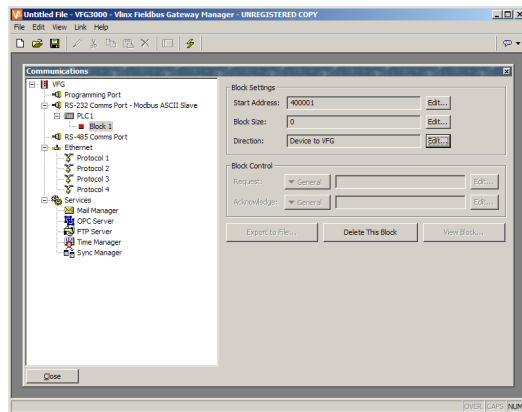 Untitled File - VFG3000 - Vlinx Fieldbus Gateway Manager - UNREGISTERED COPY
File Edit View Link Help
Communications
VFG
Programming Port
RS-232 Comms Port - Modbus ASCII Slave
PLC1
Block 1
RS-485 Comms Port
Ethernet
Protocol 1
Protocol 2
Protocol 3
Protocol 4
Services
Mail Manager
OPC Server
FTP Server
Time Manager
Sync Manager
Block Settings
Start Address: 400001 Edit...
Block Size: 0 Edit...
Direction: Device to VFG Edit...
Block Control
Request: General Edit...
Acknowledge: General Edit...
Export to File... Delete This Block View Block...
Close
OVER CAPS NUM